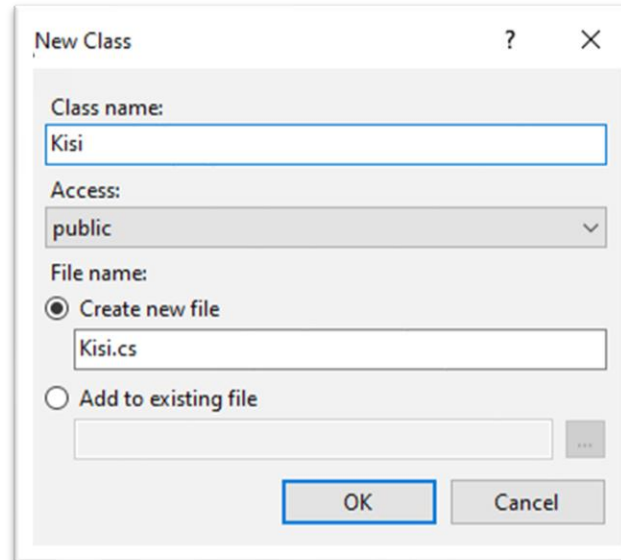 New Class
?
Class name:
Kisi
Access:
public
File name:
Create new file
Kisi.cs
Add to existing file
...
OK
Cancel